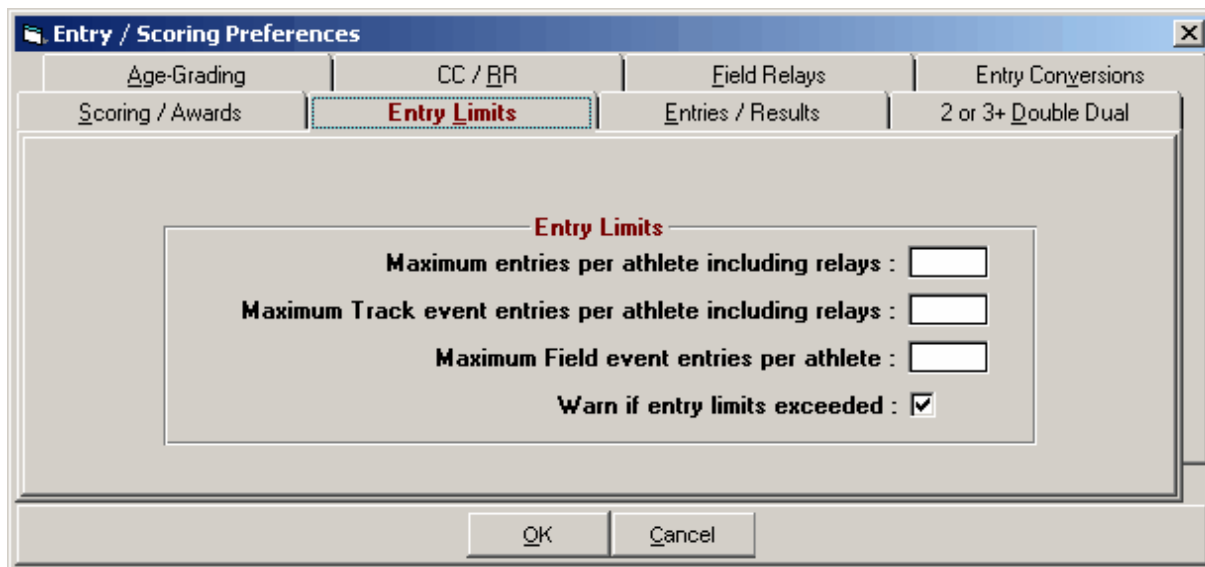 Entry / Scoring Preferences
Age-Grading CC / RR Field Relays Entry Conversions
Scoring / Awards Entry Limits Entries / Results 2 or 3+ Double Dual
Entry Limits
Maximum entries per athlete including relays :
Maximum Track event entries per athlete including relays :
Maximum Field event entries per athlete :
Warn if entry limits exceeded :
OK Cancel